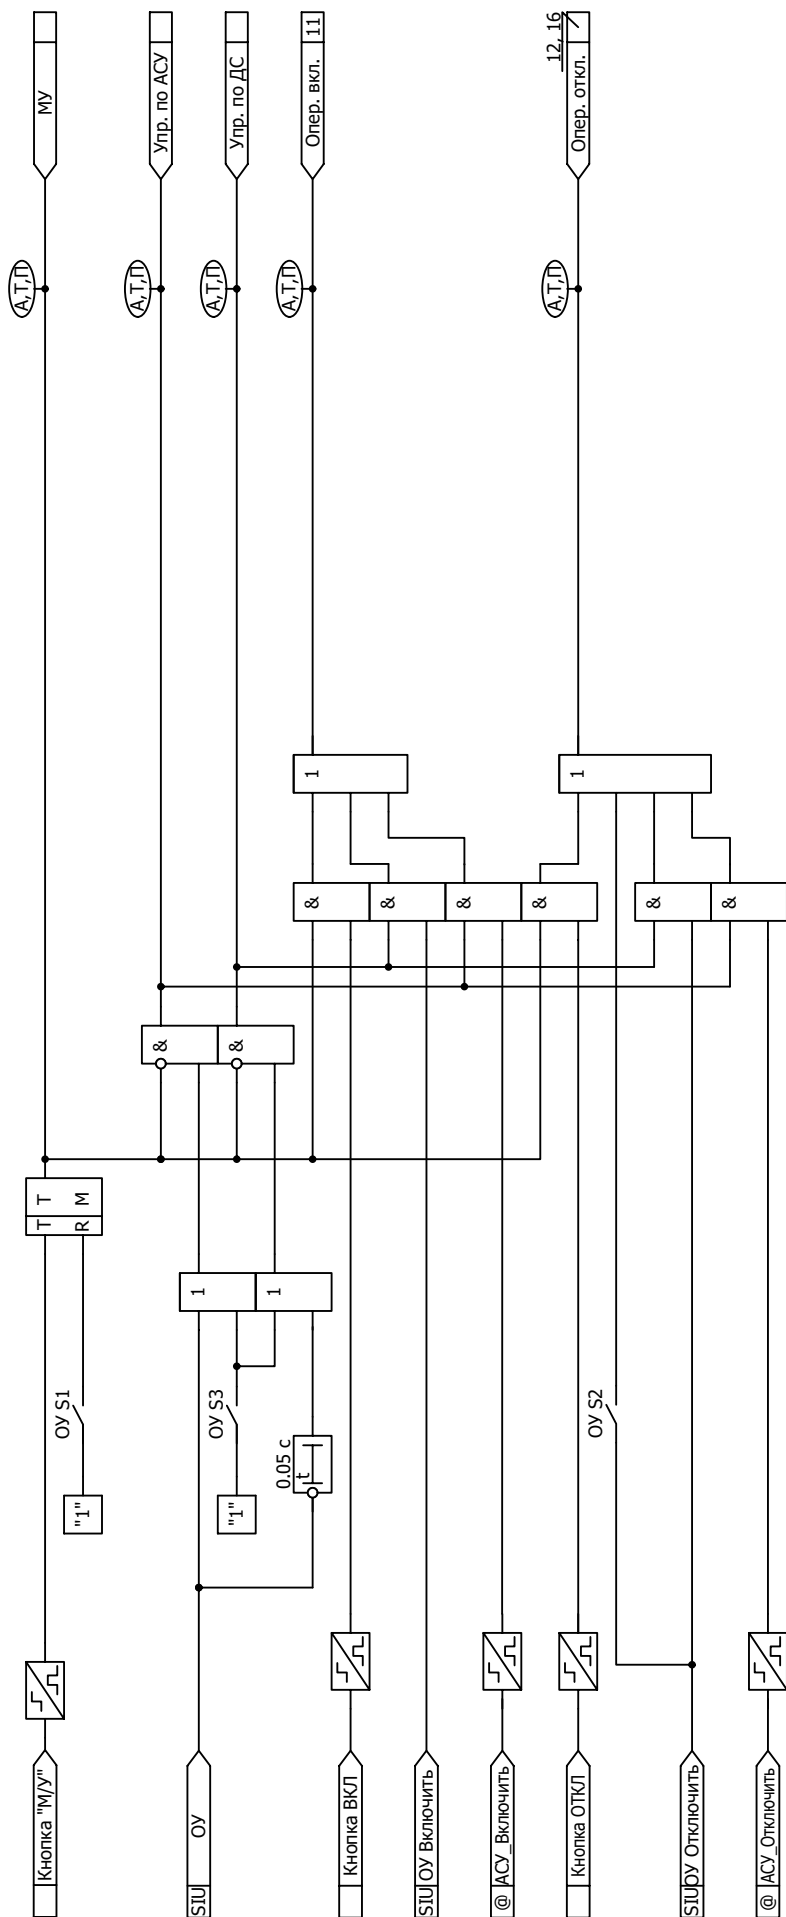 МУ
Упр. по АСУ
Упр. по ДС
Опер. вкл. 11
12, 16
Опер. откл.
А,Т,П
А,Т,П
А,Т,П
А,Т,П
А,Т,П
1
1
&
&
&
&
&
&
&
&
T T
R M
1
1
ОУ S1
ОУ S3
ОУ S2
"1"
"1"
0.05 с
t
Кнопка "М/У"
SIU ОУ
Кнопка ВКЛ
SIU ОУ Включить
@ АСУ_Включить
Кнопка ОТКЛ
SIU ОУ Отключить
@ АСУ_Отключить